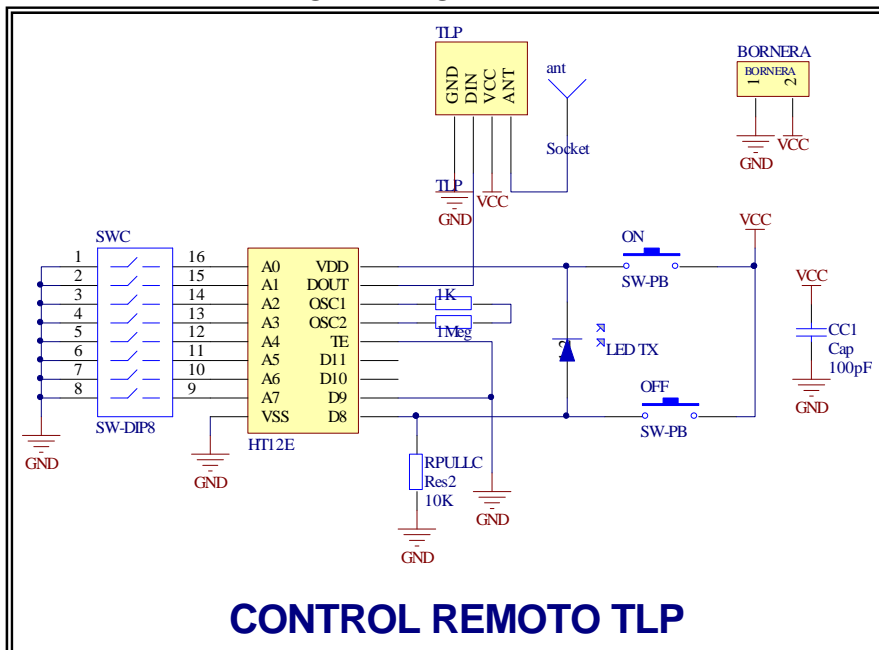 TLP
GND
DIN
VCC
ANT
ant
Socket
TLP
GND
VCC
BORNERA
BORNERA
1
2
GND
VCC
SWC
1 16
2 15
3 14
4 13
5 12
6 11
7 10
8 9
SW-DIP8
GND
A0 VDD
A1 DOUT
A2 OSC1
A3 OSC2
A4 TE
A5 D11
A6 D10
A7 D9
VSS D8
HT12E
GND
1K
1Meg
RPULLC
Res2
10K
GND
GND
LED TX
ON
SW-PB
OFF
SW-PB
VCC
VCC
CC1
Cap
100pF
GND
CONTROL REMOTO TLP